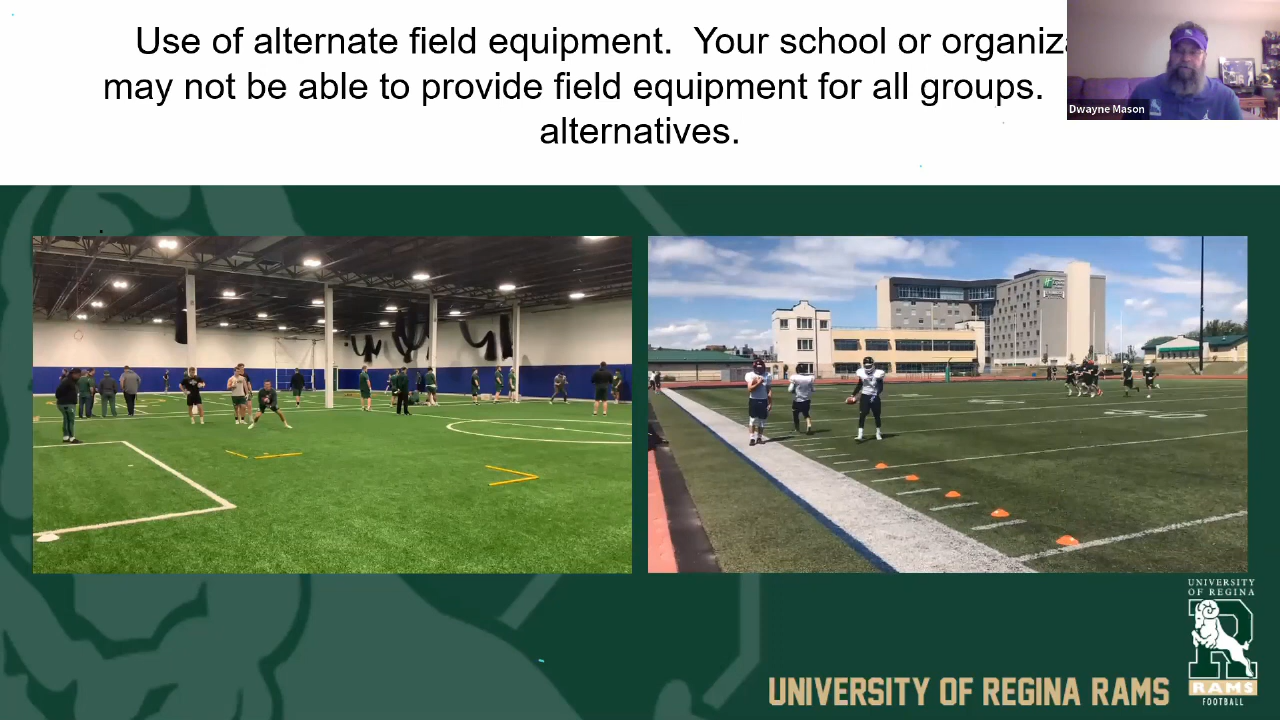 Use of alternate field equipment. Your school or organiza
may not be able to provide field equipment for all groups.
alternatives.
Dwayne Mason
UNIVERSITY
OF REGINA
RAMS
FOOTBALL
UNIVERSITY OF REGINA RAMS